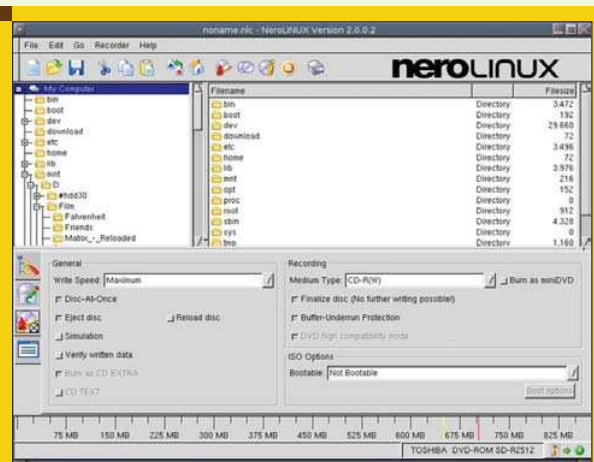 noname.nlc - NeroLINUX Version 2.0.0.2
File Edit Go Recorder Help
nero LINUX
My Computer
bin
boot
dev
download
etc
home
lib
mnt
D
#hdd30
Film
Fahrenheit
Friends
Matrix_-_Reloaded
Filename Filesize
bin Directory 3.472
boot Directory 192
dev Directory 29.660
download Directory 72
etc Directory 3.496
home Directory 72
lib Directory 3.976
mnt Directory 216
opt Directory 152
proc Directory 0
root Directory 912
sbin Directory 4.328
sys Directory 0
tmp Directory 1.160
General
Write Speed: Maximum
Disc-At-Once
Eject disc Reload disc
Simulation
Verify written data
Burn as CD EXTRA
CD TEXT
Recording
Medium Type: CD-R(W) Burn as miniDVD
Finalize disc (No further writing possible!)
Buffer-Underrun Protection
DVD high compatibility mode
ISO Options
Bootable: Not Bootable
Boot options
75 MB 150 MB 225 MB 300 MB 375 MB 450 MB 525 MB 600 MB 675 MB 750 MB 825 MB
TOSHIBA DVD-ROM SD-R2512